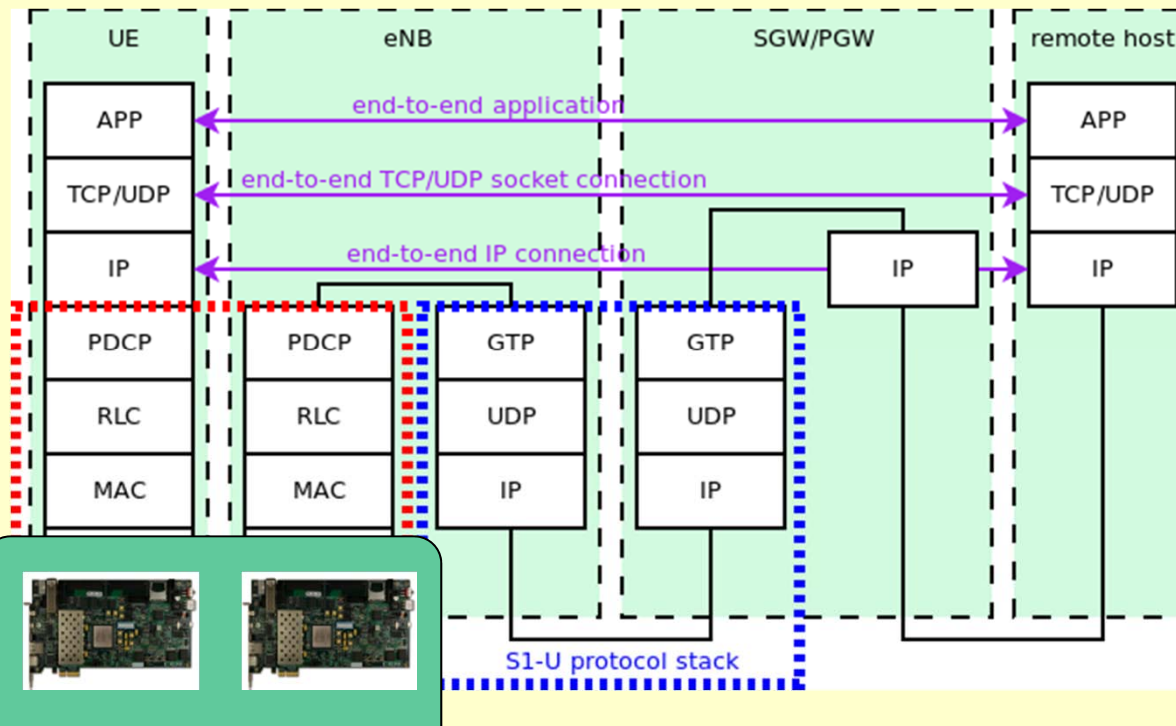 UE
eNB
SGW/PGW
remote host
end-to-end application
APP
APP
end-to-end TCP/UDP socket connection
TCP/UDP
TCP/UDP
end-to-end IP connection
IP
IP
IP
PDCP
PDCP
GTP
GTP
RLC
RLC
UDP
UDP
MAC
MAC
IP
IP
S1-U protocol stack